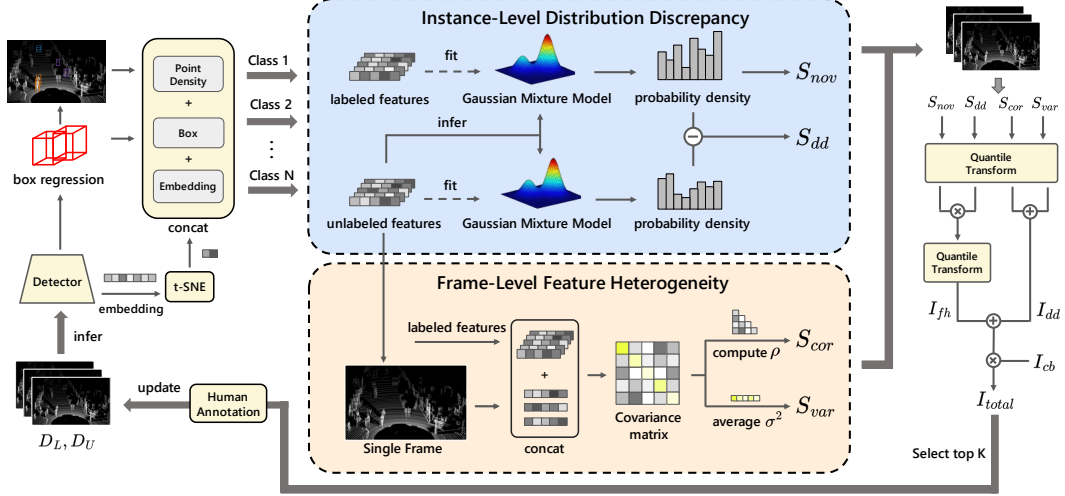 Instance-Level Distribution Discrepancy
Point
Density
+
Box
+
Embedding
concat
box regression
Detector
embedding
t-SNE
infer
D_L, D_U
update
Human
Annotation
Class 1
Class 2
⋮
Class N
labeled features
fit
Gaussian Mixture Model
probability density
S_nov
infer
S_dd
unlabeled features
fit
Gaussian Mixture Model
probability density
Frame-Level Feature Heterogeneity
labeled features
Single Frame
+
concat
Covariance
matrix
compute ρ
S_cor
average σ²
S_var
S_nov S_dd S_cor S_var
Quantile
Transform
Quantile
Transform
I_fh
I_dd
I_cb
I_total
Select top K